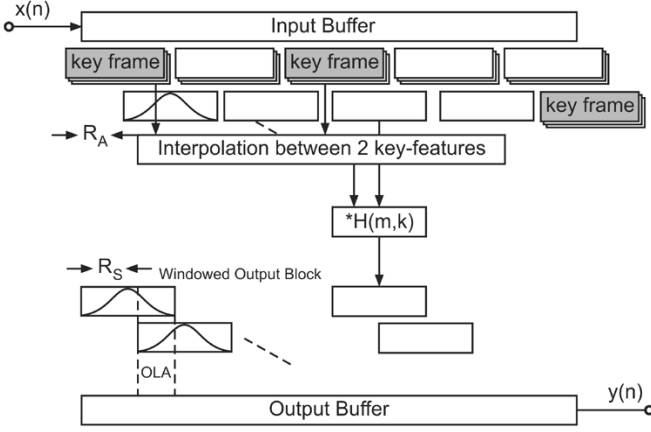 x(n)
Input Buffer
key frame
key frame
key frame
R_A
Interpolation between 2 key-features
*H(m,k)
R_S
Windowed Output Block
OLA
y(n)
Output Buffer